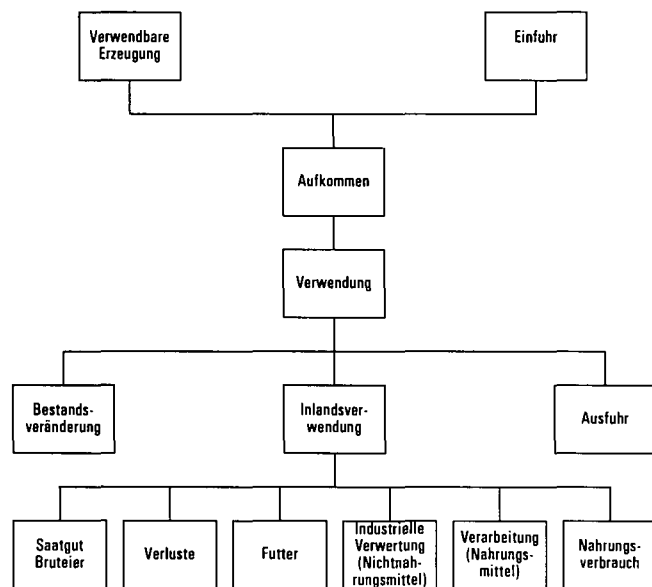 Verwendbare
Erzeugung
Einfuhr
Aufkommen
Verwendung
Bestands-
veränderung
Inlandsver-
wendung
Ausfuhr
Saatgut
Bruteier
Verluste
Futter
Industrielle
Verwertung
(Nichtnah-
rungsmittel)
Verarbeitung
(Nahrungs-
mittel)
Nahrungs-
verbrauch